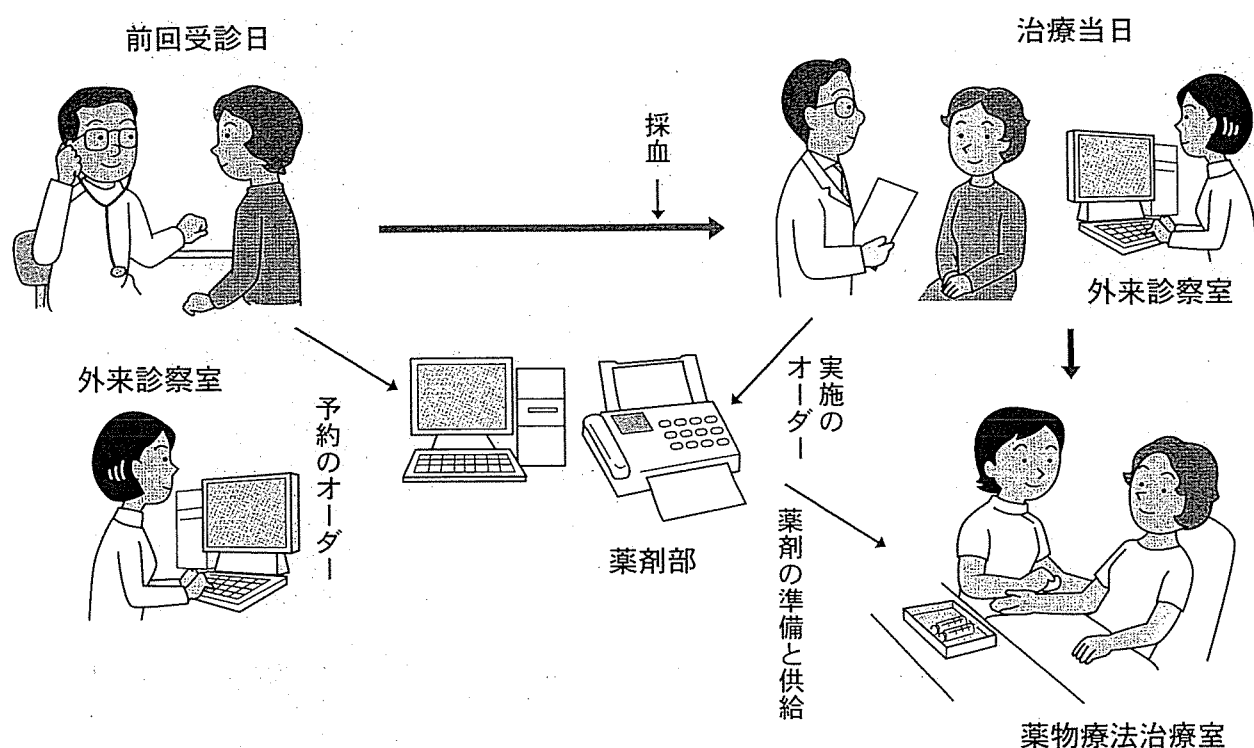 前回受診日
治療当日
採血
外来診察室
外来診察室
予約のオーダー
実施の
オーダー
薬剤部
薬剤の準備と供給
薬物療法治療室